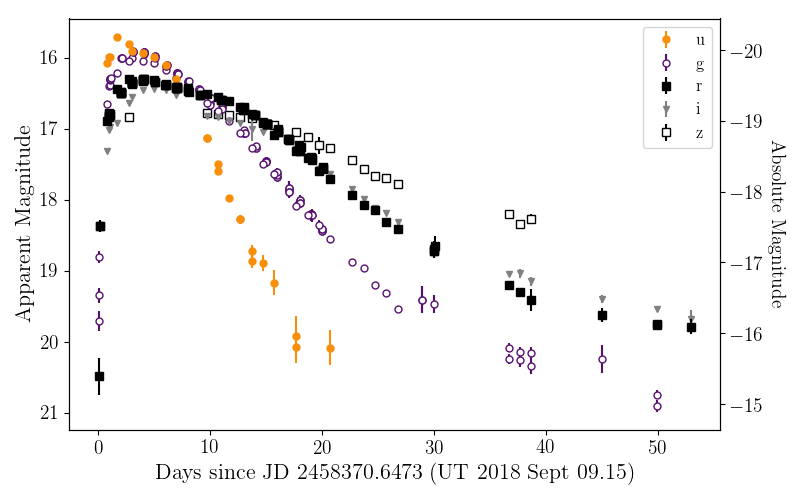 u
g
r
i
z
16
17
18
19
20
21
−20
−19
−18
−17
−16
−15
Apparent Magnitude
Absolute Magnitude
0
10
20
30
40
50
Days since JD 2458370.6473 (UT 2018 Sept 09.15)